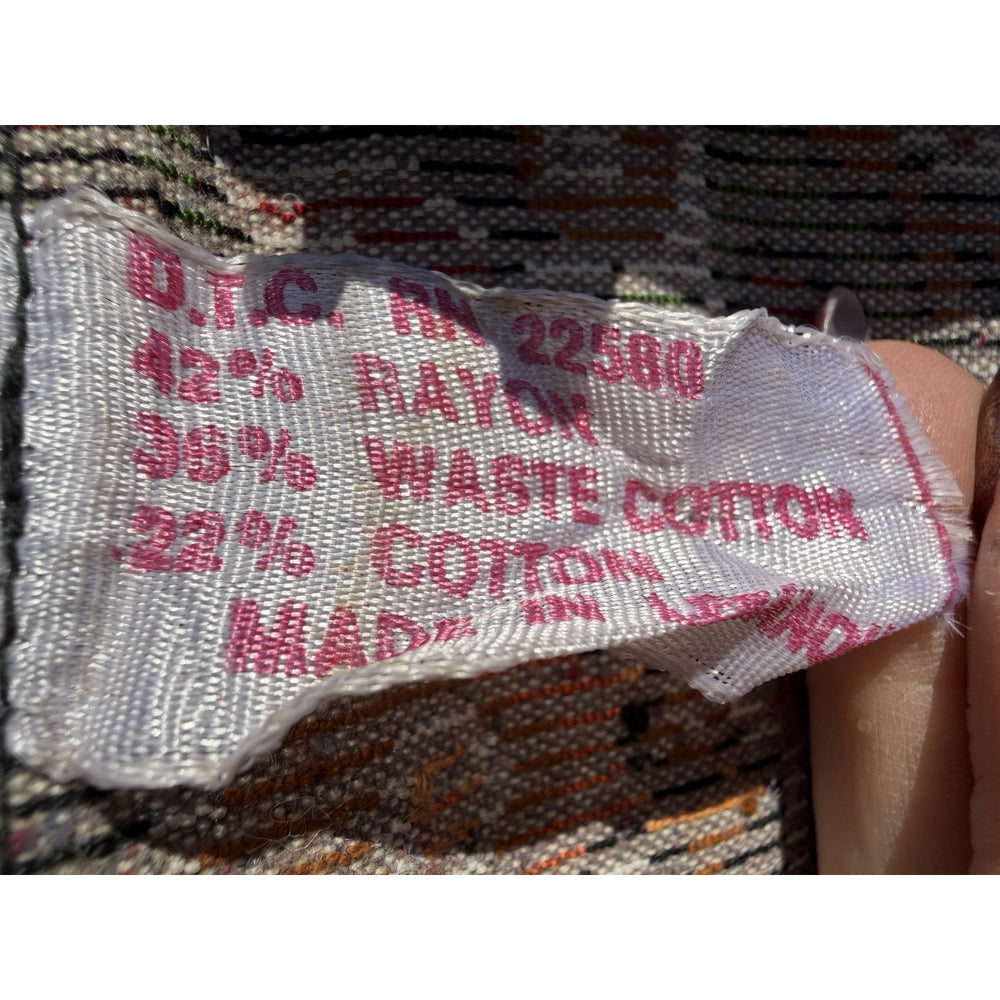 D.T.C. RN 22580
42% RAYON
36% WASTE COTTON
22% COTTON
MADE IN